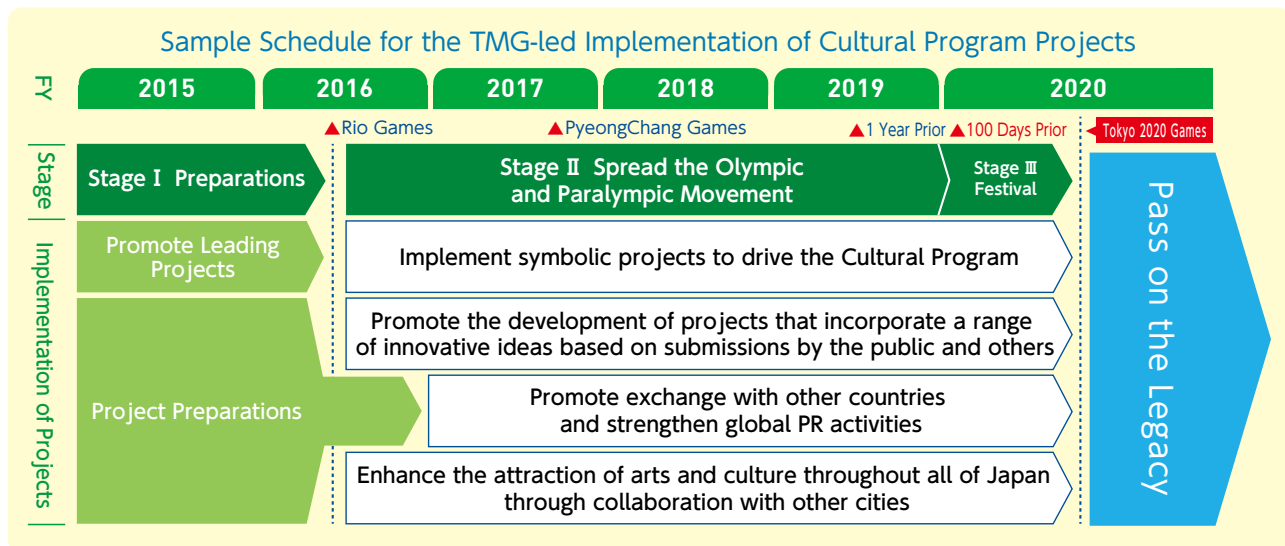 Sample Schedule for the TMG-led Implementation of Cultural Program Projects
FY
2015
2016
2017
2018
2019
2020
▲Rio Games
▲PyeongChang Games
▲1 Year Prior
▲100 Days Prior
◀Tokyo 2020 Games
Stage
Stage Ⅰ Preparations
Stage Ⅱ Spread the Olympic
and Paralympic Movement
Stage Ⅲ
Festival
Implementation of Projects
Promote Leading
Projects
Implement symbolic projects to drive the Cultural Program
Project Preparations
Promote the development of projects that incorporate a range
of innovative ideas based on submissions by the public and others
Promote exchange with other countries
and strengthen global PR activities
Enhance the attraction of arts and culture throughout all of Japan
through collaboration with other cities
Pass on the Legacy